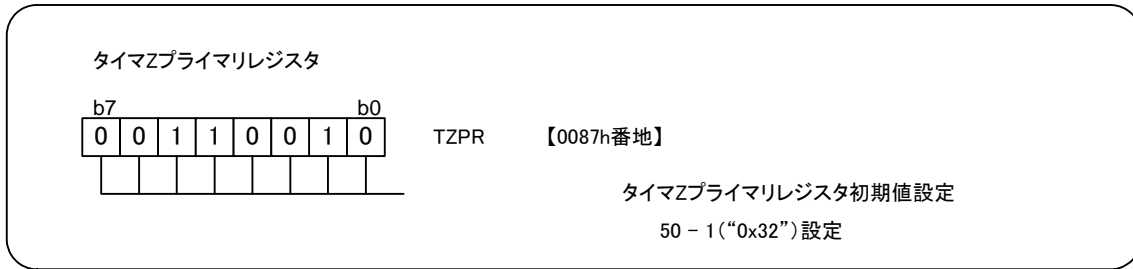 タイマZプライマリレジスタ
b7 b0
0 0 1 1 0 0 1 0 TZPR 【0087h番地】
タイマZプライマリレジスタ初期値設定
50 − 1(“0x32”)設定